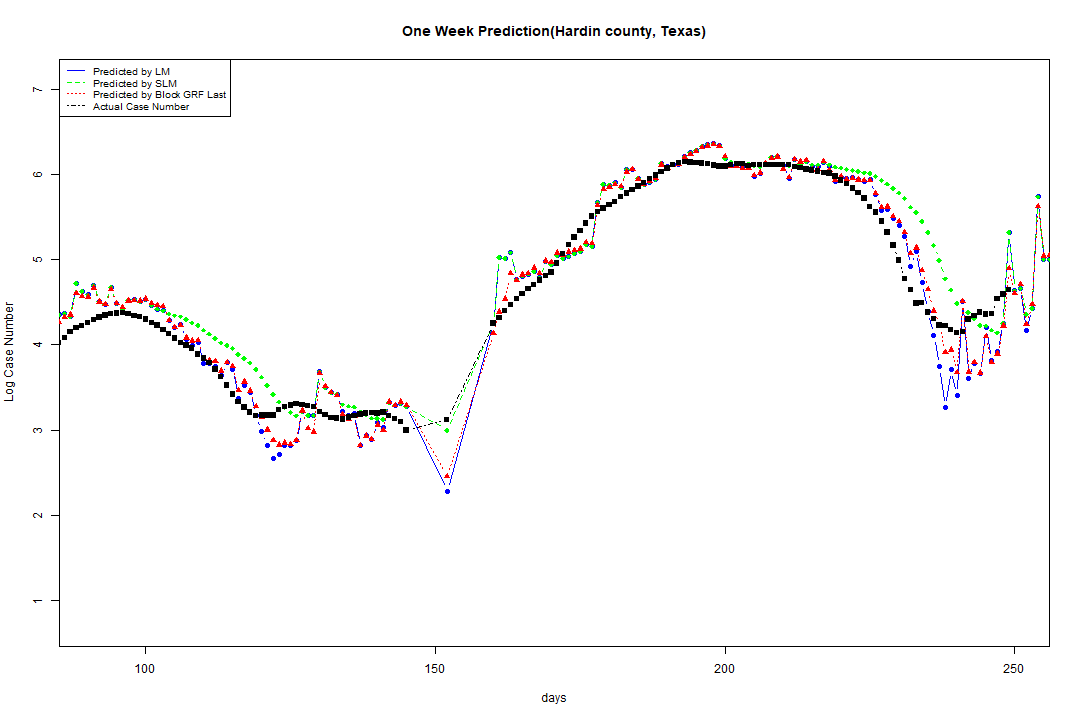 One Week Prediction(Hardin county, Texas)
Predicted by LM
Predicted by SLM
Predicted by Block GRF Last
Actual Case Number
7
6
5
4
3
2
1
Log Case Number
100 150 200 250
days